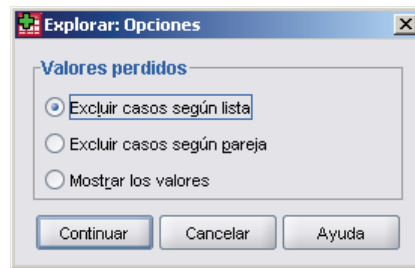 Explorar: Opciones
Valores perdidos
Excluir casos según lista
Excluir casos según pareja
Mostrar los valores
Continuar Cancelar Ayuda